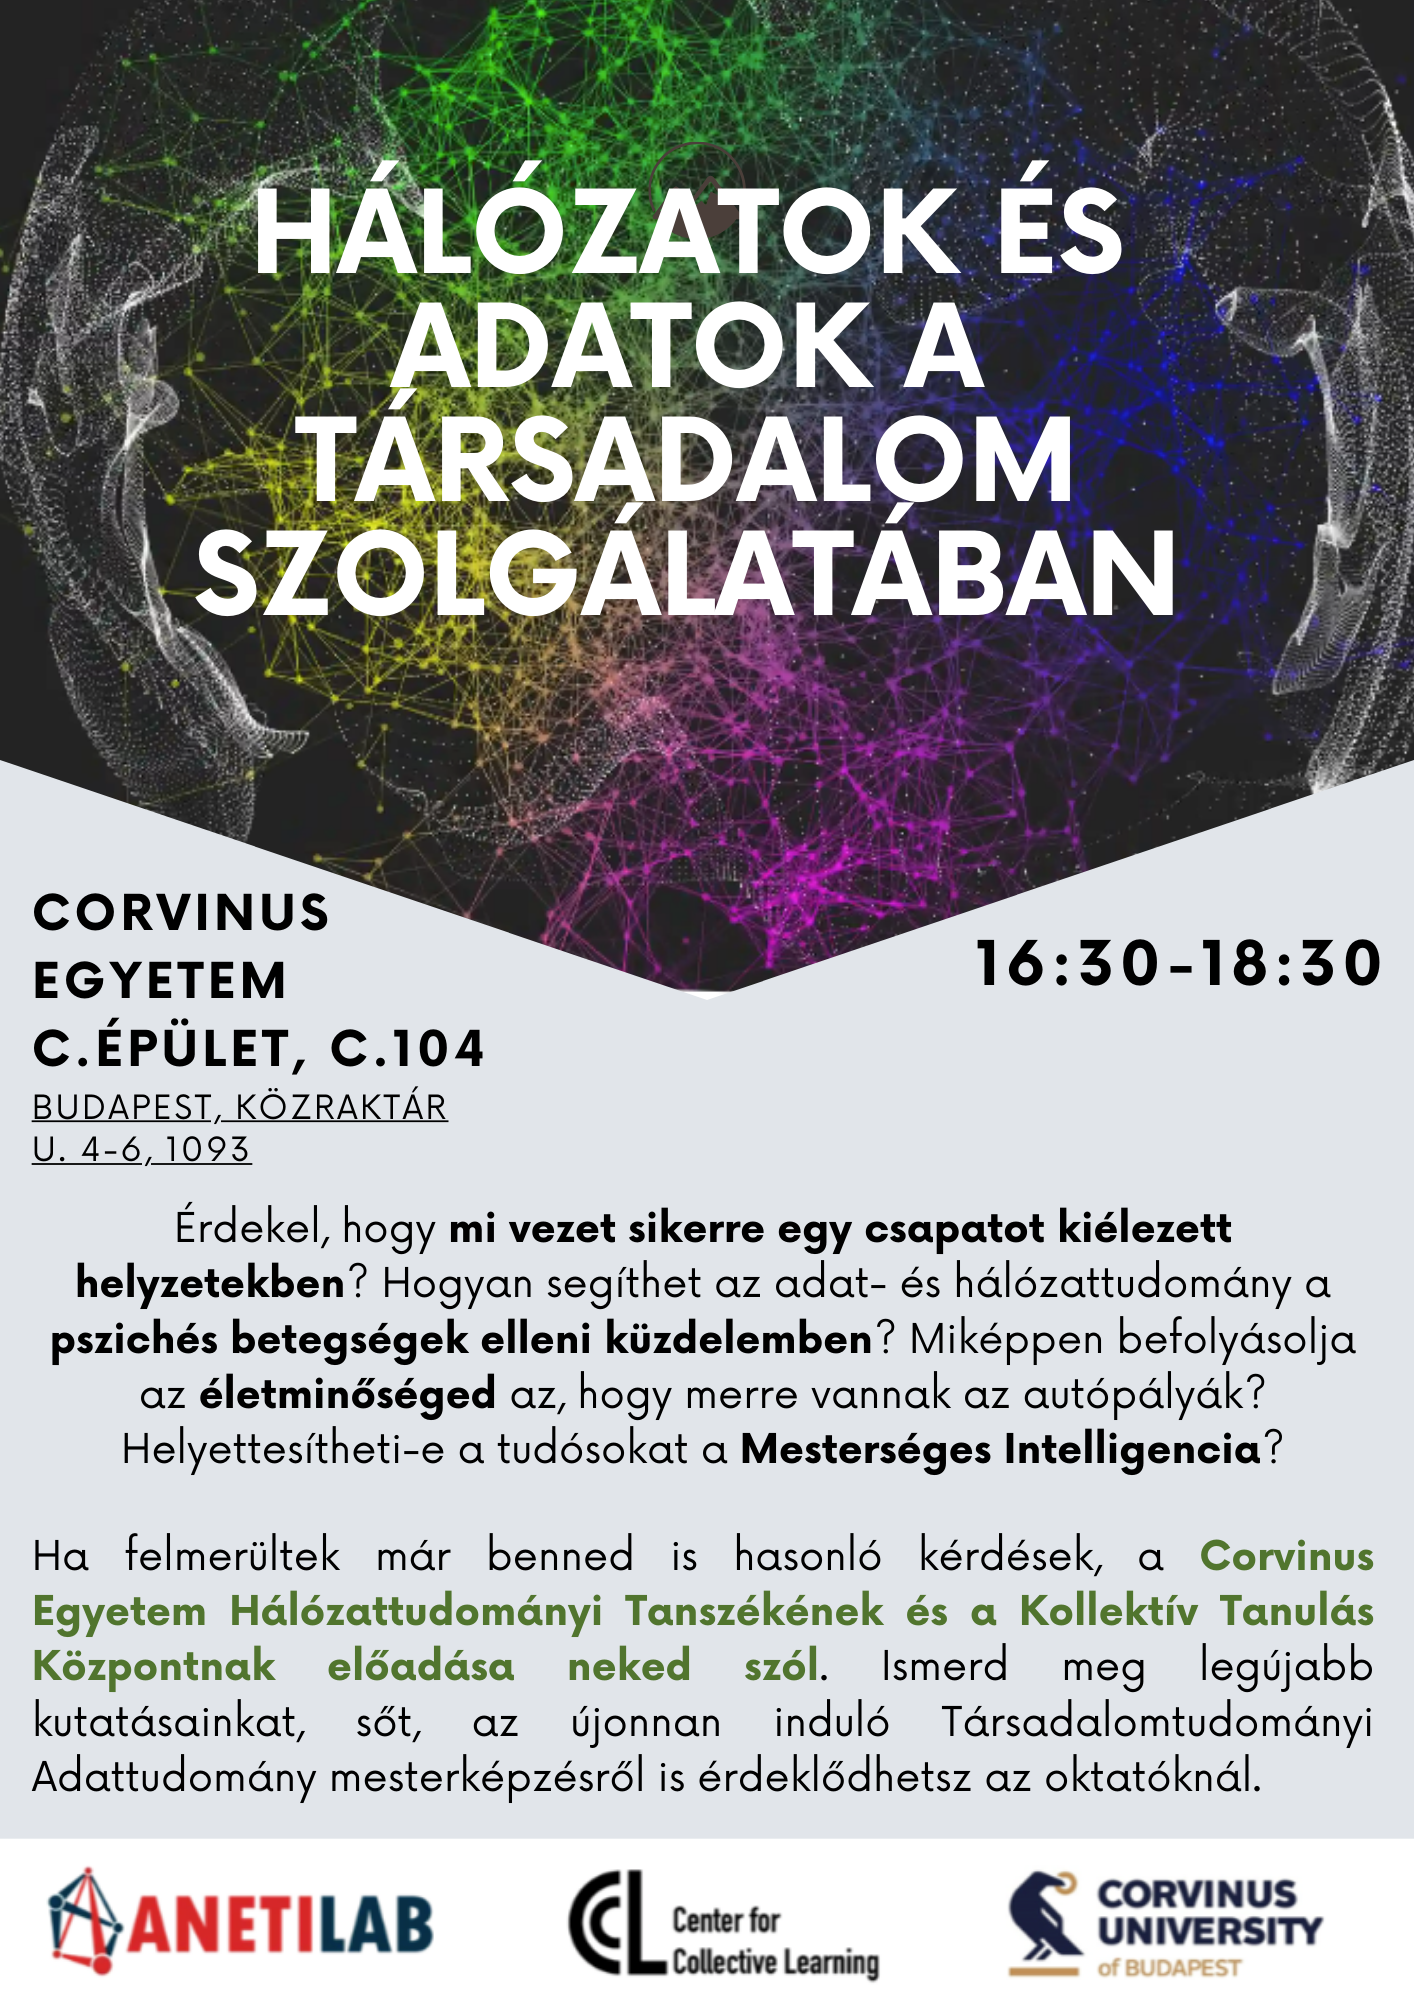 HÁLÓZATOK ÉS
ADATOK A
TÁRSADALOM
SZOLGÁLATÁBAN
CORVINUS
EGYETEM
C.ÉPÜLET, C.104
BUDAPEST, KÖZRAKTÁR
U. 4-6, 1093
16:30-18:30
Érdekel, hogy mi vezet sikerre egy csapatot kiélezett
helyzetekben? Hogyan segíthet az adat- és hálózattudomány a
pszichés betegségek elleni küzdelemben? Miképpen befolyásolja
az életminőséged az, hogy merre vannak az autópályák?
Helyettesítheti-e a tudósokat a Mesterséges Intelligencia?
Ha felmerültek már benned is hasonló kérdések, a Corvinus
Egyetem Hálózattudományi Tanszékének és a Kollektív Tanulás
Központnak előadása neked szól. Ismerd meg legújabb
kutatásainkat, sőt, az újonnan induló Társadalomtudományi
Adattudomány mesterképzésről is érdeklődhetsz az oktatóknál.
ANETILAB
CCL Center for
Collective Learning
CORVINUS
UNIVERSITY
of BUDAPEST